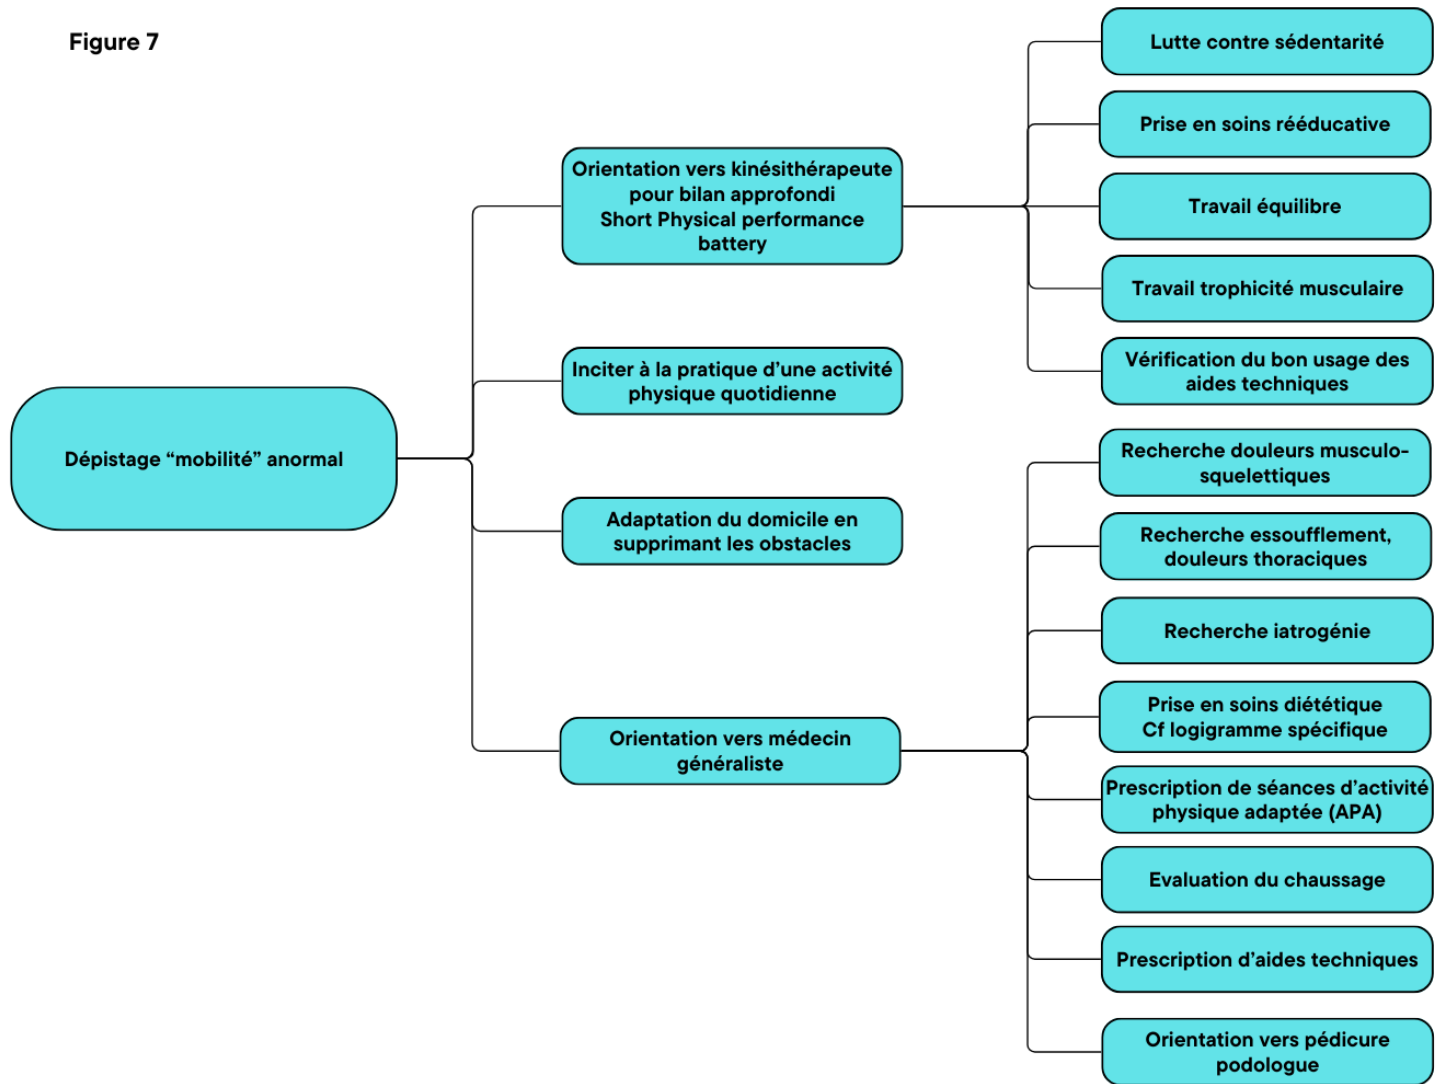 Figure 7
Dépistage “mobilité” anormal
Orientation vers kinésithérapeute
pour bilan approfondi
Short Physical performance
battery
Inciter à la pratique d’une activité
physique quotidienne
Adaptation du domicile en
supprimant les obstacles
Orientation vers médecin
généraliste
Lutte contre sédentarité
Prise en soins rééducative
Travail équilibre
Travail trophicité musculaire
Vérification du bon usage des
aides techniques
Recherche douleurs musculo-
squelettiques
Recherche essoufflement,
douleurs thoraciques
Recherche iatrogénie
Prise en soins diététique
Cf logigramme spécifique
Prescription de séances d’activité
physique adaptée (APA)
Evaluation du chaussage
Prescription d’aides techniques
Orientation vers pédicure
podologue